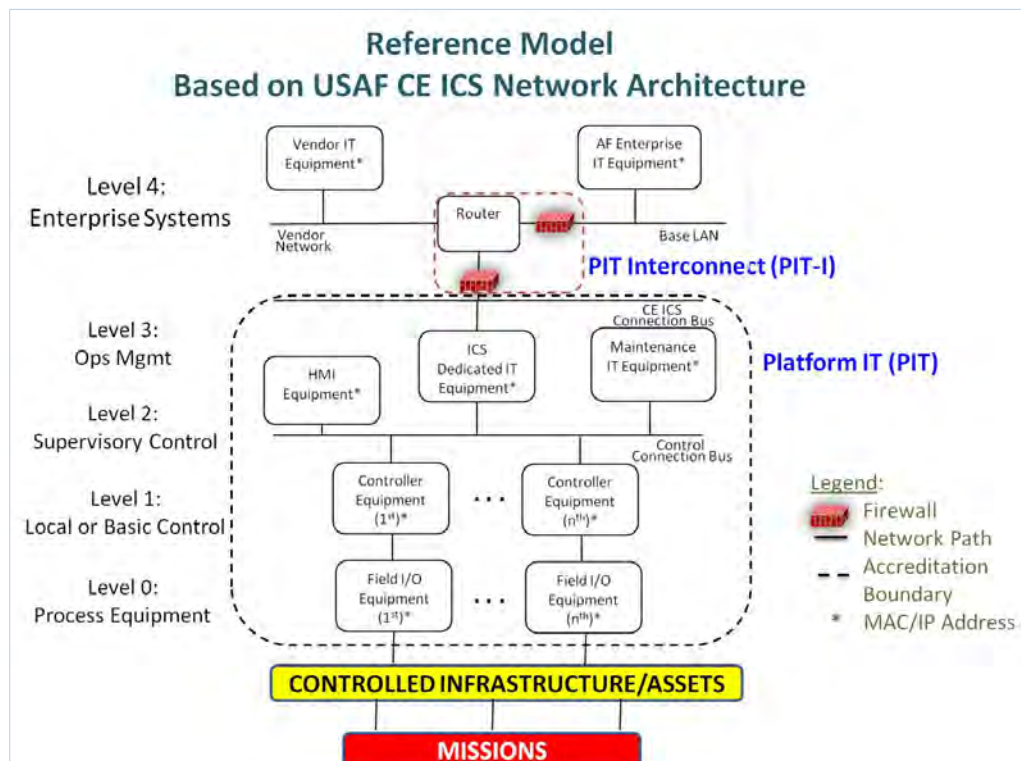 Reference Model
Based on USAF CE ICS Network Architecture
Vendor IT
Equipment*
AF Enterprise
IT Equipment*
Level 4:
Enterprise Systems
Router
Vendor
Network
Base LAN
PIT Interconnect (PIT-I)
CE ICS
Connection Bus
Level 3:
Ops Mgmt
HMI
Equipment*
ICS
Dedicated IT
Equipment*
Maintenance
IT Equipment*
Platform IT (PIT)
Level 2:
Supervisory Control
Control
Connection Bus
Level 1:
Local or Basic Control
Controller
Equipment
(1st)*
...
Controller
Equipment
(nth)*
Level 0:
Process Equipment
Field I/O
Equipment
(1st)*
...
Field I/O
Equipment
(nth)*
Legend:
Firewall
Network Path
Accreditation
Boundary
* MAC/IP Address
CONTROLLED INFRASTRUCTURE/ASSETS
MISSIONS